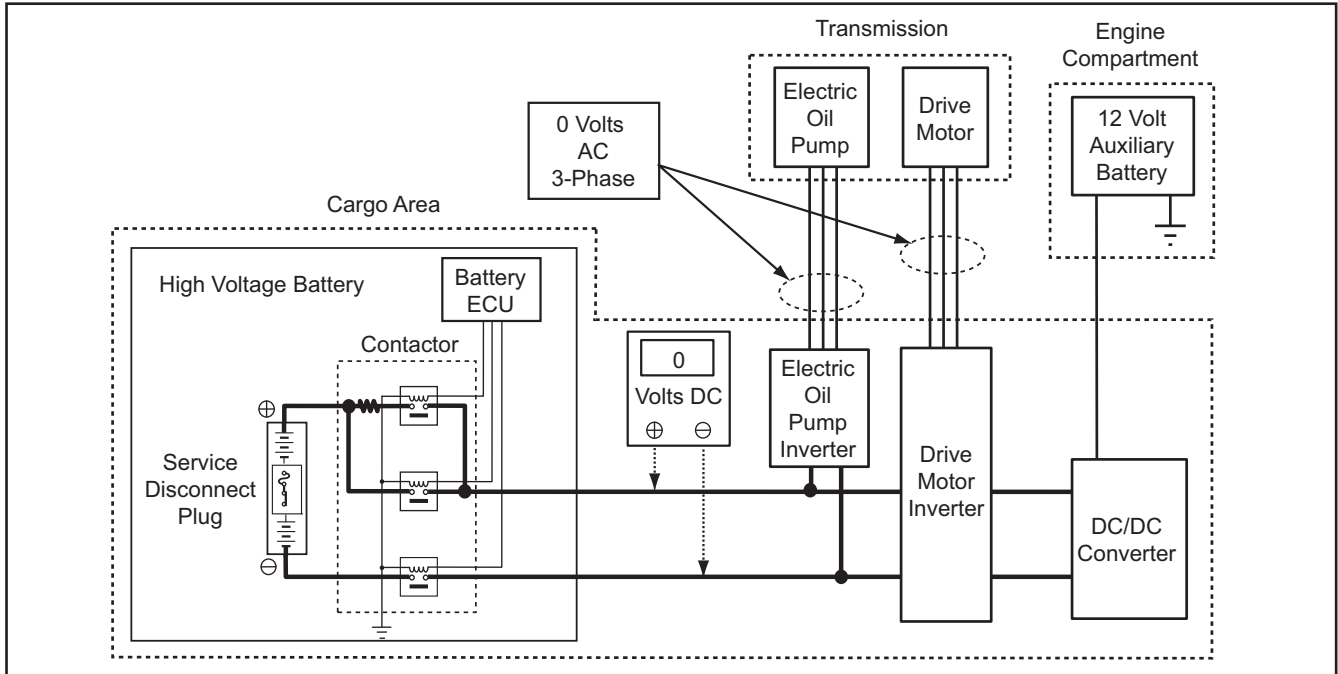 Transmission
Engine
Compartment
Electric
Oil
Pump
Drive
Motor
12 Volt
Auxiliary
Battery
0 Volts
AC
3-Phase
Cargo Area
High Voltage Battery
Battery
ECU
Contactor
0
Volts DC
⊕ ⊖
Electric
Oil
Pump
Inverter
⊕
Service
Disconnect
Plug
⊖
Drive
Motor
Inverter
DC/DC
Converter